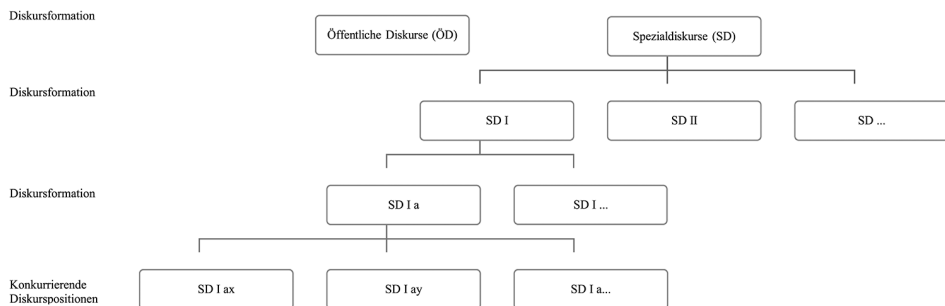 Diskursformation
Öffentliche Diskurse (ÖD)
Spezialdiskurse (SD)
Diskursformation
SD I
SD II
SD ...
Diskursformation
SD I a
SD I ...
Konkurrierende
Diskurspositionen
SD I ax
SD I ay
SD I a...